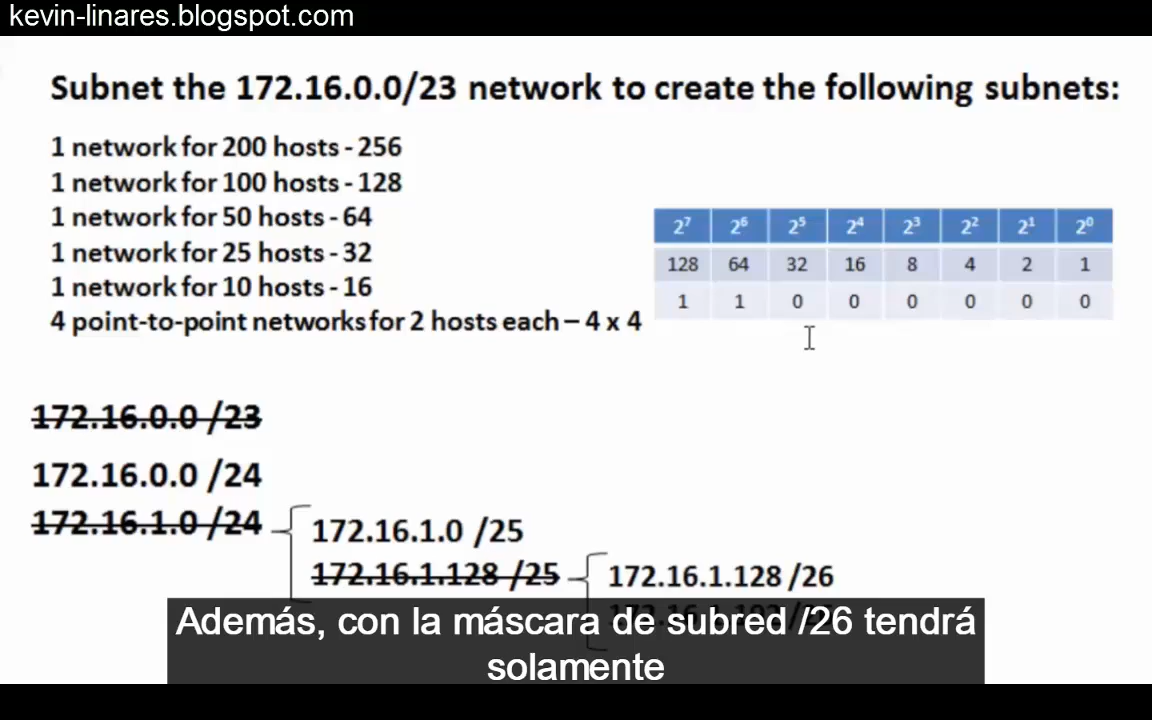 kevin-linares.blogspot.com
Subnet the 172.16.0.0/23 network to create the following subnets:
1 network for 200 hosts - 256
1 network for 100 hosts - 128
1 network for 50 hosts - 64
1 network for 25 hosts - 32
1 network for 10 hosts - 16
4 point-to-point networks for 2 hosts each – 4 x 4
2⁷ 2⁶ 2⁵ 2⁴ 2³ 2² 2¹ 2⁰
128 64 32 16 8 4 2 1
1 1 0 0 0 0 0 0
172.16.0.0 /23
172.16.0.0 /24
172.16.1.0 /24
172.16.1.0 /25
172.16.1.128 /25
172.16.1.128 /26
Además, con la máscara de subred /26 tendrá
solamente